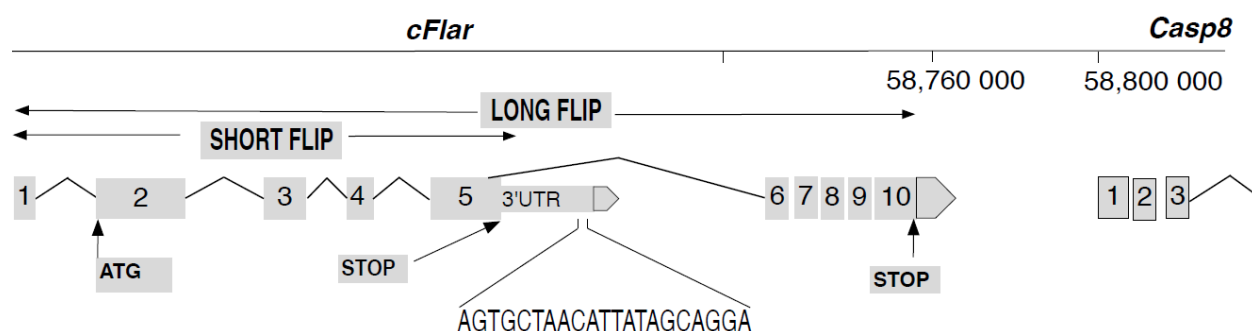 cFlar Casp8
58,760 000 58,800 000
LONG FLIP
SHORT FLIP
1 2 3 4 5 3'UTR 6 7 8 9 10 1 2 3
ATG STOP STOP
AGTGCTAACATTATAGCAGGA